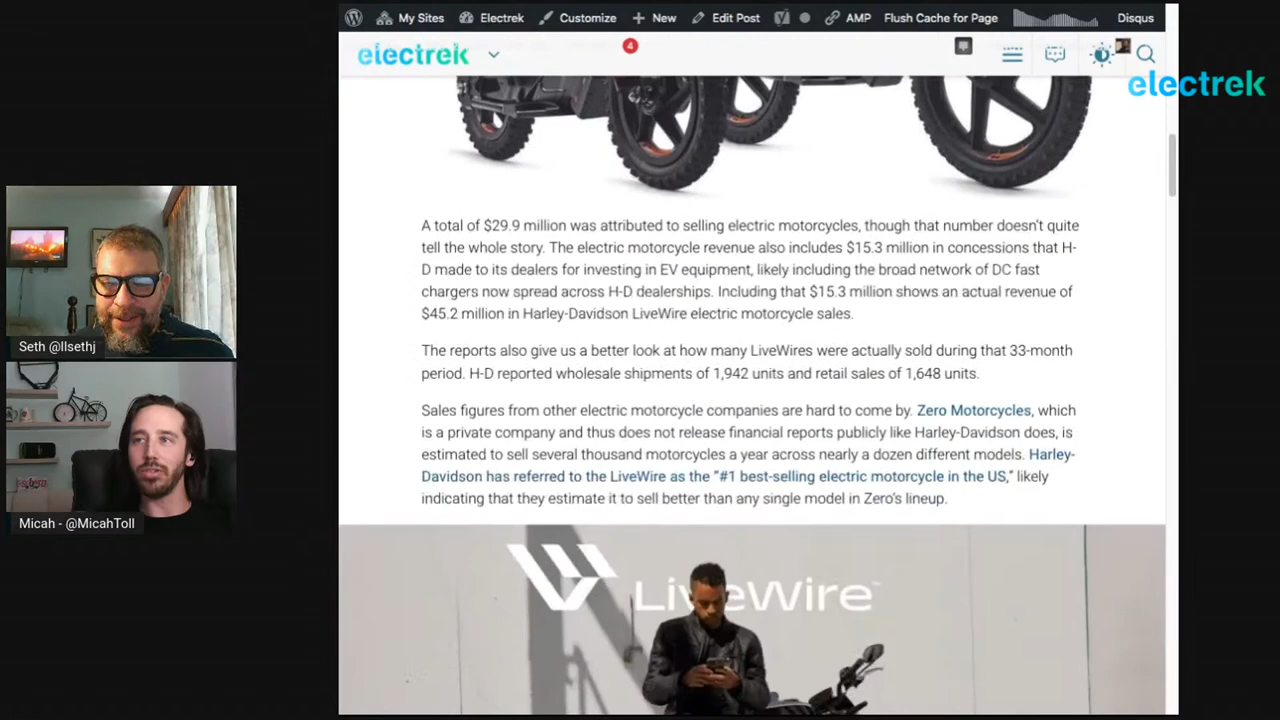 My Sites Electrek Customize New Edit Post AMP Flush Cache for Page Disqus
electrek
4
electrek
A total of $29.9 million was attributed to selling electric motorcycles, though that number doesn't quite
tell the whole story. The electric motorcycle revenue also includes $15.3 million in concessions that H-
D made to its dealers for investing in EV equipment, likely including the broad network of DC fast
chargers now spread across H-D dealerships. Including that $15.3 million shows an actual revenue of
$45.2 million in Harley-Davidson LiveWire electric motorcycle sales.
The reports also give us a better look at how many LiveWires were actually sold during that 33-month
period. H-D reported wholesale shipments of 1,942 units and retail sales of 1,648 units.
Sales figures from other electric motorcycle companies are hard to come by. Zero Motorcycles, which
is a private company and thus does not release financial reports publicly like Harley-Davidson does, is
estimated to sell several thousand motorcycles a year across nearly a dozen different models. Harley-
Davidson has referred to the LiveWire as the "#1 best-selling electric motorcycle in the US," likely
indicating that they estimate it to sell better than any single model in Zero's lineup.
LiveWire
Seth @llsethj
Micah - @MicahToll